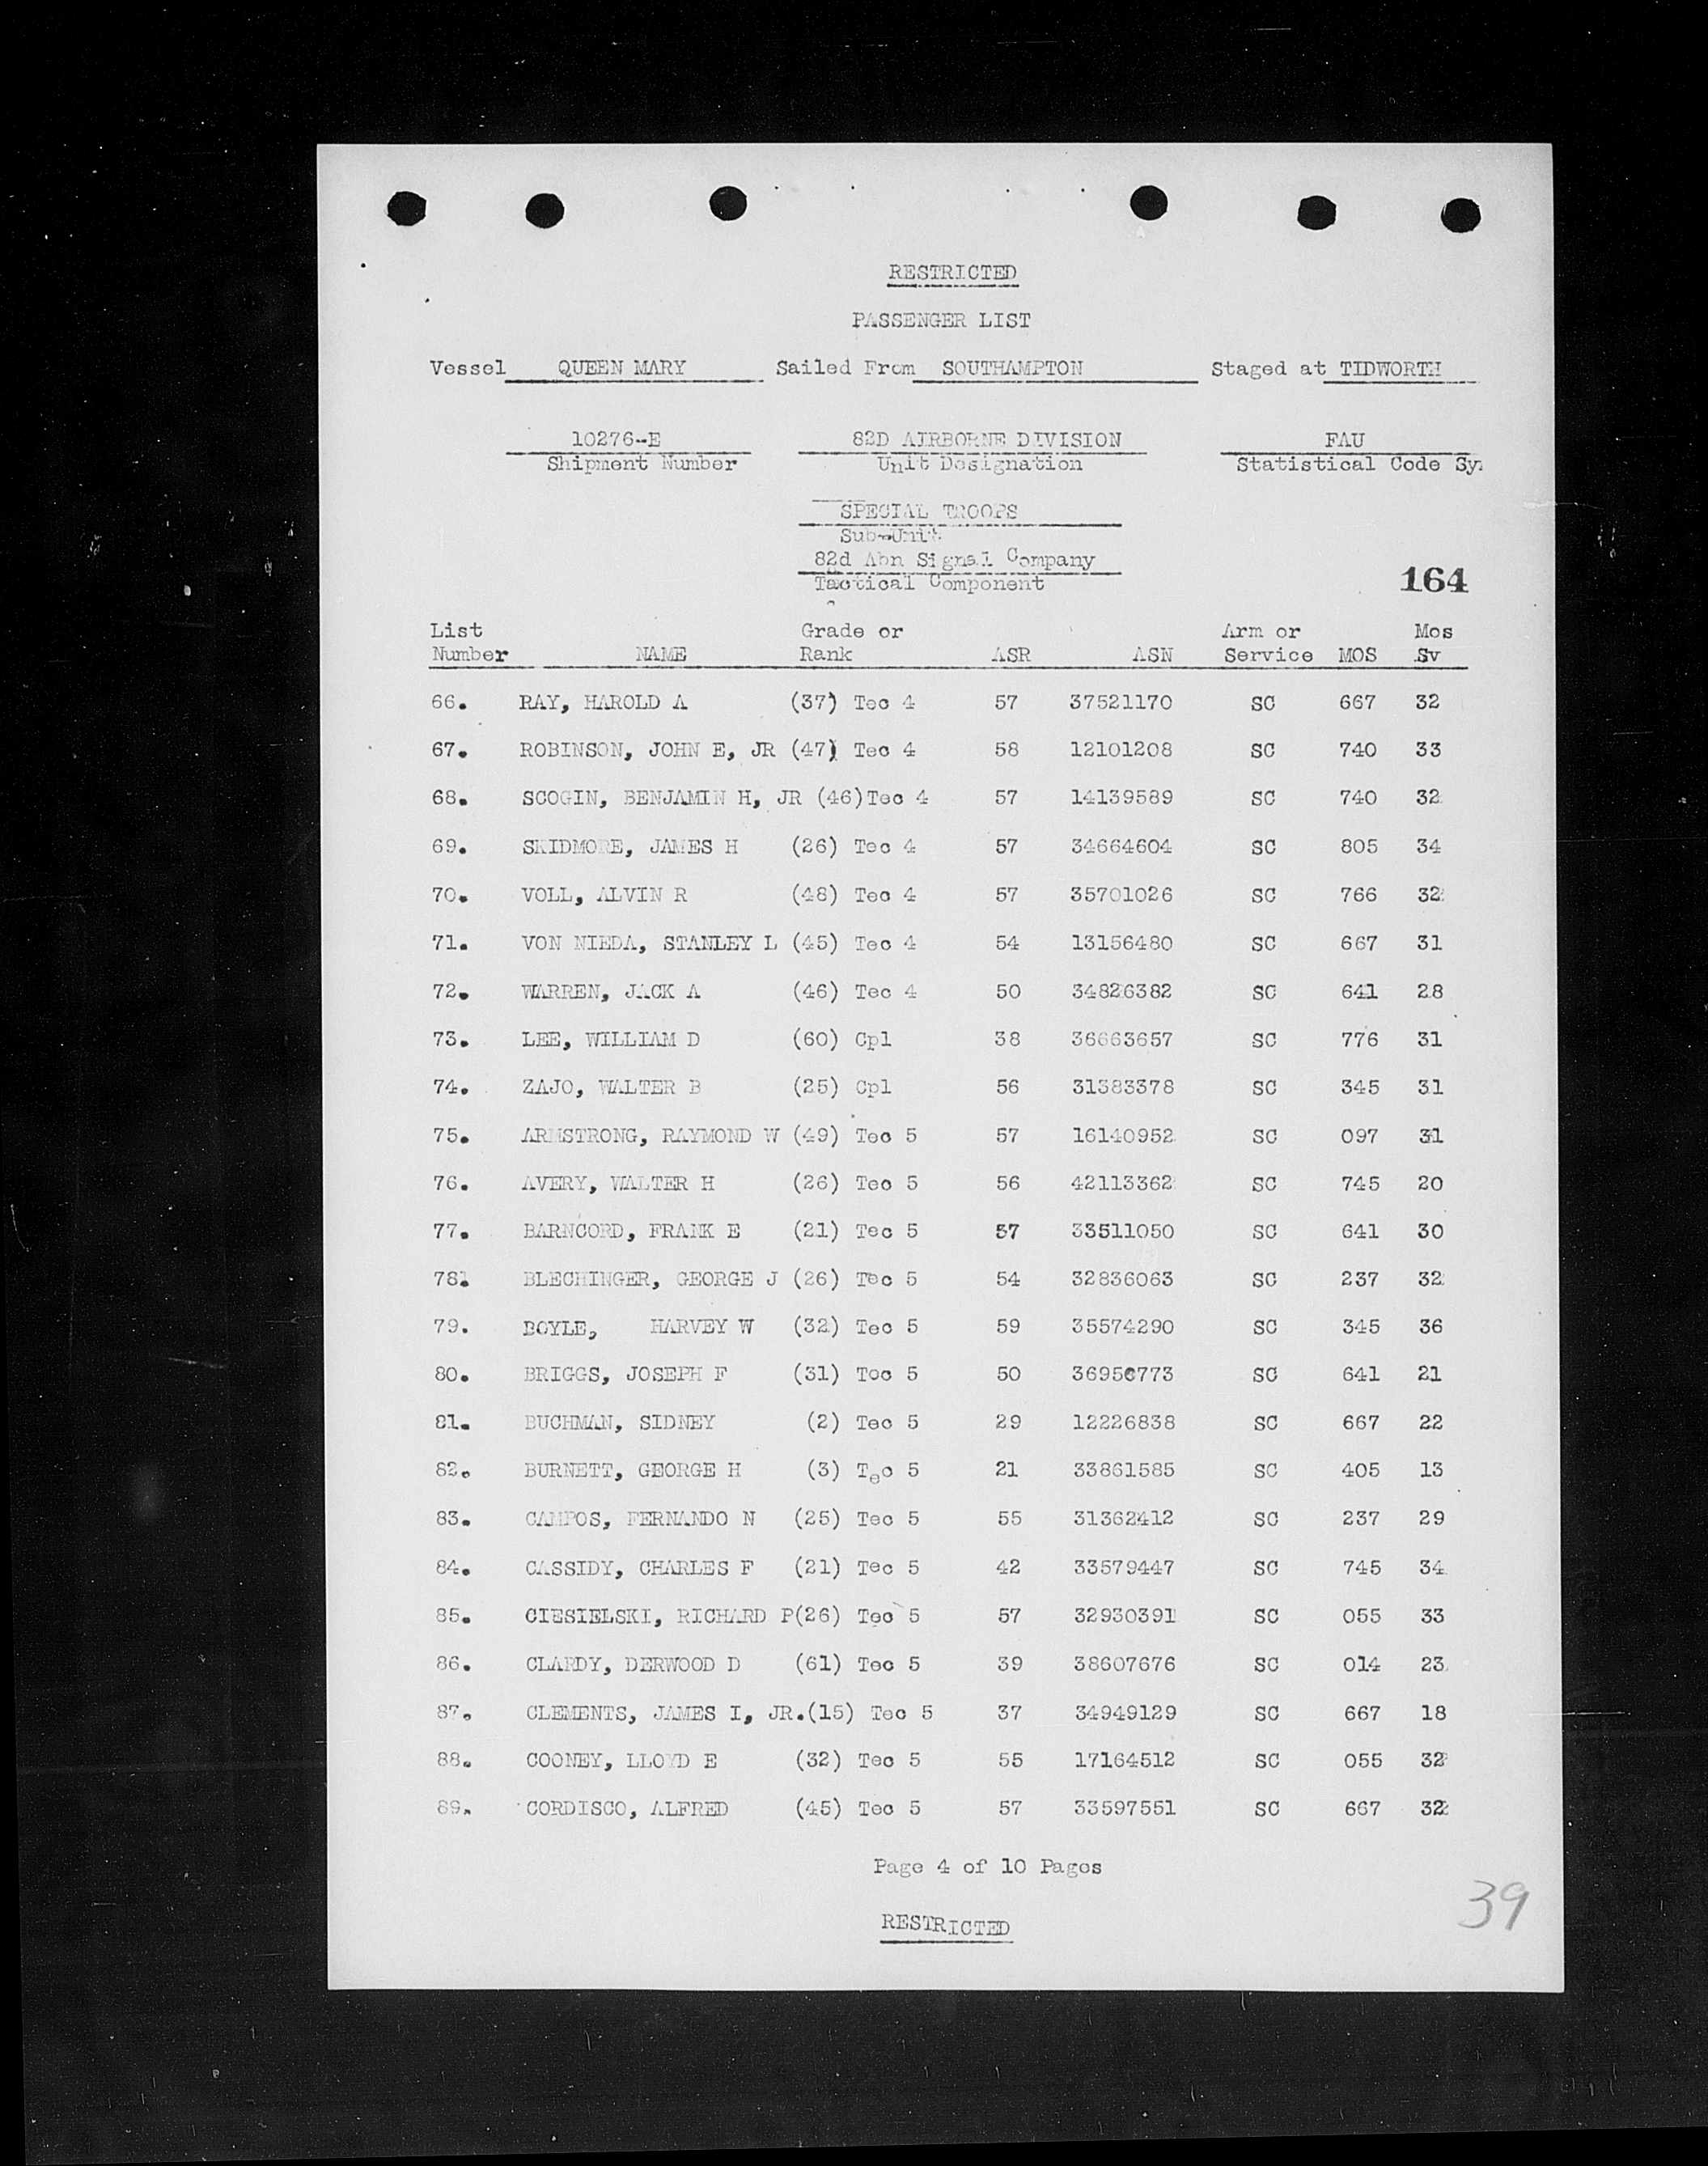 RESTRICTED
PASSENGER LIST
Vessel QUEEN MARY Sailed From SOUTHAMPTON Staged at TIDWORTH
10276-E 82D AIRBORNE DIVISION FAU
Shipment Number Unit Designation Statistical Code Sy
SPECIAL TROOPS
Sub-Unit
82d Abn Signal Company
Tactical Component
164
List Grade or Arm or Mos
Number NAME Rank ASR ASN Service MOS Sv
66. RAY, HAROLD A (37) Tec 4 57 37521170 SC 667 32
67. ROBINSON, JOHN E, JR (47) Tec 4 58 12101208 SC 740 33
68. SCOGIN, BENJAMIN H, JR (46) Tec 4 57 14139589 SC 740 32
69. SKIDMORE, JAMES H (26) Tec 4 57 34664604 SC 805 34
70. VOLL, ALVIN R (48) Tec 4 57 35701026 SC 766 32
71. VON NIEDA, STANLEY L (45) Tec 4 54 13156480 SC 667 31
72. WARREN, JACK A (46) Tec 4 50 34826382 SC 641 28
73. LEE, WILLIAM D (60) Cpl 38 36663657 SC 776 31
74. ZAJO, WALTER B (25) Cpl 56 31383378 SC 345 31
75. ARMSTRONG, RAYMOND W (49) Tec 5 57 16140952 SC 097 31
76. AVERY, WALTER H (26) Tec 5 56 42113362 SC 745 20
77. BARNCORD, FRANK E (21) Tec 5 57 33511050 SC 641 30
78. BLECHINGER, GEORGE J (26) Tec 5 54 32836063 SC 237 32
79. BOYLE, HARVEY W (32) Tec 5 59 35574290 SC 345 36
80. BRIGGS, JOSEPH F (31) Tec 5 50 SC 641 21
81. BUCHMAN, SIDNEY (2) Tec 5 29 12226838 SC 667 22
82. BURNETT, GEORGE H (3) Tec 5 21 33861585 SC 405 13
83. CAMPOS, FERNANDO N (25) Tec 5 55 31362412 SC 237 29
84. CASSIDY, CHARLES F (21) Tec 5 42 33579447 SC 745 34
85. CIESIELSKI, RICHARD P (26) Tec 5 57 32930391 SC 055 33
86. CLARDY, DERWOOD D (61) Tec 5 39 38607676 SC 014 23
87. CLEMENTS, JAMES I, JR. (15) Tec 5 37 34949129 SC 667 18
88. COONEY, LLOYD E (32) Tec 5 55 17164512 SC 055 32
89. CORDISCO, ALFRED (45) Tec 5 57 33597551 SC 667 32
Page 4 of 10 Pages
39
RESTRICTED